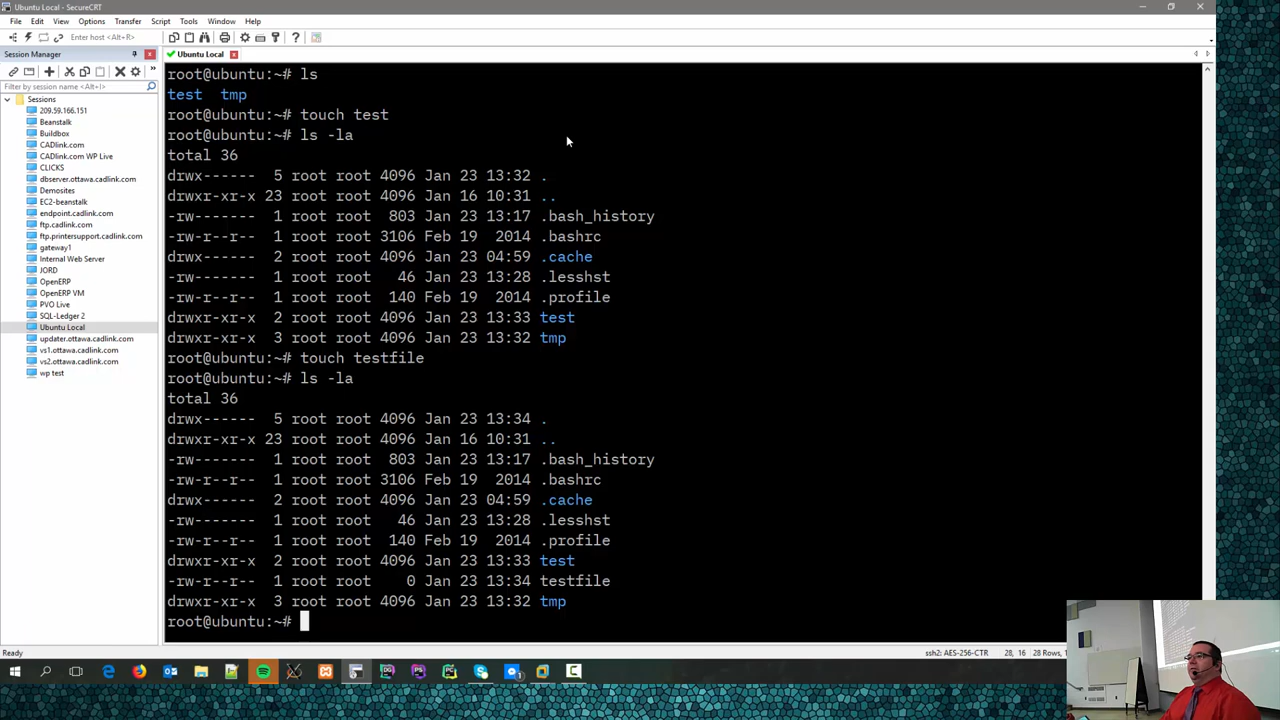 Ubuntu Local - SecureCRT
File Edit View Options Transfer Script Tools Window Help
Enter host <Alt+R>
Session Manager
Ubuntu Local
Filter by session name <Alt+I>
Sessions
209.59.166.151
Beanstalk
Buildbox
CADlink.com
CADlink.com WP Live
CLICKS
dbserver.ottawa.cadlink.com
Demosites
EC2-beanstalk
endpoint.cadlink.com
ftp.cadlink.com
ftp.printersupport.cadlink.com
gateway1
Internal Web Server
JORD
OpenERP
OpenERP VM
PVO Live
SQL-Ledger 2
Ubuntu Local
updater.ottawa.cadlink.com
vs1.ottawa.cadlink.com
vs2.ottawa.cadlink.com
wp test
root@ubuntu:~# ls
test  tmp
root@ubuntu:~# touch test
root@ubuntu:~# ls -la
total 36
drwx------  5 root root 4096 Jan 23 13:32 .
drwxr-xr-x 23 root root 4096 Jan 16 10:31 ..
-rw-------  1 root root  803 Jan 23 13:17 .bash_history
-rw-r--r--  1 root root 3106 Feb 19  2014 .bashrc
drwx------  2 root root 4096 Jan 23 04:59 .cache
-rw-------  1 root root   46 Jan 23 13:28 .lesshst
-rw-r--r--  1 root root  140 Feb 19  2014 .profile
drwxr-xr-x  2 root root 4096 Jan 23 13:33 test
drwxr-xr-x  3 root root 4096 Jan 23 13:32 tmp
root@ubuntu:~# touch testfile
root@ubuntu:~# ls -la
total 36
drwx------  5 root root 4096 Jan 23 13:34 .
drwxr-xr-x 23 root root 4096 Jan 16 10:31 ..
-rw-------  1 root root  803 Jan 23 13:17 .bash_history
-rw-r--r--  1 root root 3106 Feb 19  2014 .bashrc
drwx------  2 root root 4096 Jan 23 04:59 .cache
-rw-------  1 root root   46 Jan 23 13:28 .lesshst
-rw-r--r--  1 root root  140 Feb 19  2014 .profile
drwxr-xr-x  2 root root 4096 Jan 23 13:33 test
-rw-r--r--  1 root root    0 Jan 23 13:34 testfile
drwxr-xr-x  3 root root 4096 Jan 23 13:32 tmp
root@ubuntu:~#
Ready
ssh2: AES-256-CTR 28, 16 28 Rows,